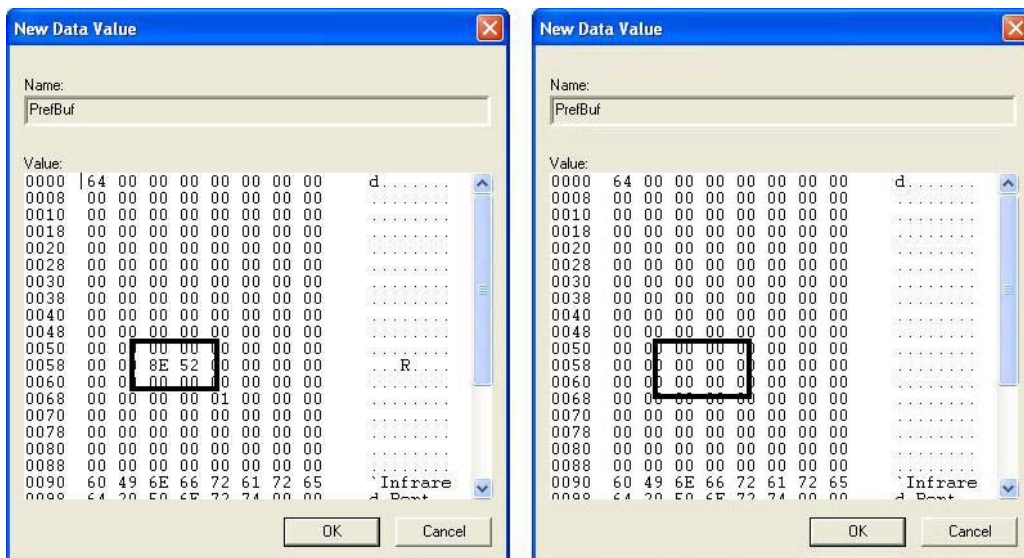 New Data Value
Name:
PrefBuf
Value:
0000 64 00 00 00 00 00 00 00 d.......
0008 00 00 00 00 00 00 00 00 ........
0010 00 00 00 00 00 00 00 00 ........
0018 00 00 00 00 00 00 00 00 ........
0020 00 00 00 00 00 00 00 00 ........
0028 00 00 00 00 00 00 00 00 ........
0030 00 00 00 00 00 00 00 00 ........
0038 00 00 00 00 00 00 00 00 ........
0040 00 00 00 00 00 00 00 00 ........
0048 00 00 00 00 00 00 00 00 ........
0050 00 00 00 00 00 00 00 ........
0058 00 8E 52 00 00 00 ...R....
0060 00 00 00 00 00 00 ........
0068 00 00 00 00 01 00 00 00 ........
0070 00 00 00 00 00 00 00 00 ........
0078 00 00 00 00 00 00 00 00 ........
0080 00 00 00 00 00 00 00 00 ........
0088 00 00 00 00 00 00 00 00 ........
0090 60 49 6E 66 72 61 72 65 `Infrare
OK Cancel
New Data Value
Name:
PrefBuf
Value:
0000 64 00 00 00 00 00 00 00 d.......
0008 00 00 00 00 00 00 00 00 ........
0010 00 00 00 00 00 00 00 00 ........
0018 00 00 00 00 00 00 00 00 ........
0020 00 00 00 00 00 00 00 00 ........
0028 00 00 00 00 00 00 00 00 ........
0030 00 00 00 00 00 00 00 00 ........
0038 00 00 00 00 00 00 00 00 ........
0040 00 00 00 00 00 00 00 00 ........
0048 00 00 00 00 00 00 00 00 ........
0050 00 00 00 00 00 00 ........
0058 00 00 00 00 00 00 ........
0060 00 00 00 00 00 00 ........
0068 00 00 00 00 00 00 00 00 ........
0070 00 00 00 00 00 00 00 00 ........
0078 00 00 00 00 00 00 00 00 ........
0080 00 00 00 00 00 00 00 00 ........
0088 00 00 00 00 00 00 00 00 ........
0090 60 49 6E 66 72 61 72 65 `Infrare
OK Cancel